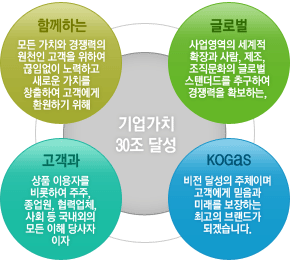 함께하는
모든 가치와 경쟁력의
원천인 고객을 위하여
끊임없이 노력하고
새로운 가치를
창출하여 고객에게
환원하기 위해
글로벌
사업영역의 세계적
확장과 사람, 제조,
조직문화의 글로벌
스탠더드를 추구하여
경쟁력을 확보하는,
기업가치
30조 달성
고객과
상품 이용자를
비롯하여 주주,
종업원, 협력업체,
사회 등 국내외의
모든 이해 당사자
이자
KOGAS
비전 달성의 주체이며
고객에게 믿음과
미래를 보장하는
최고의 브랜드가
되겠습니다.